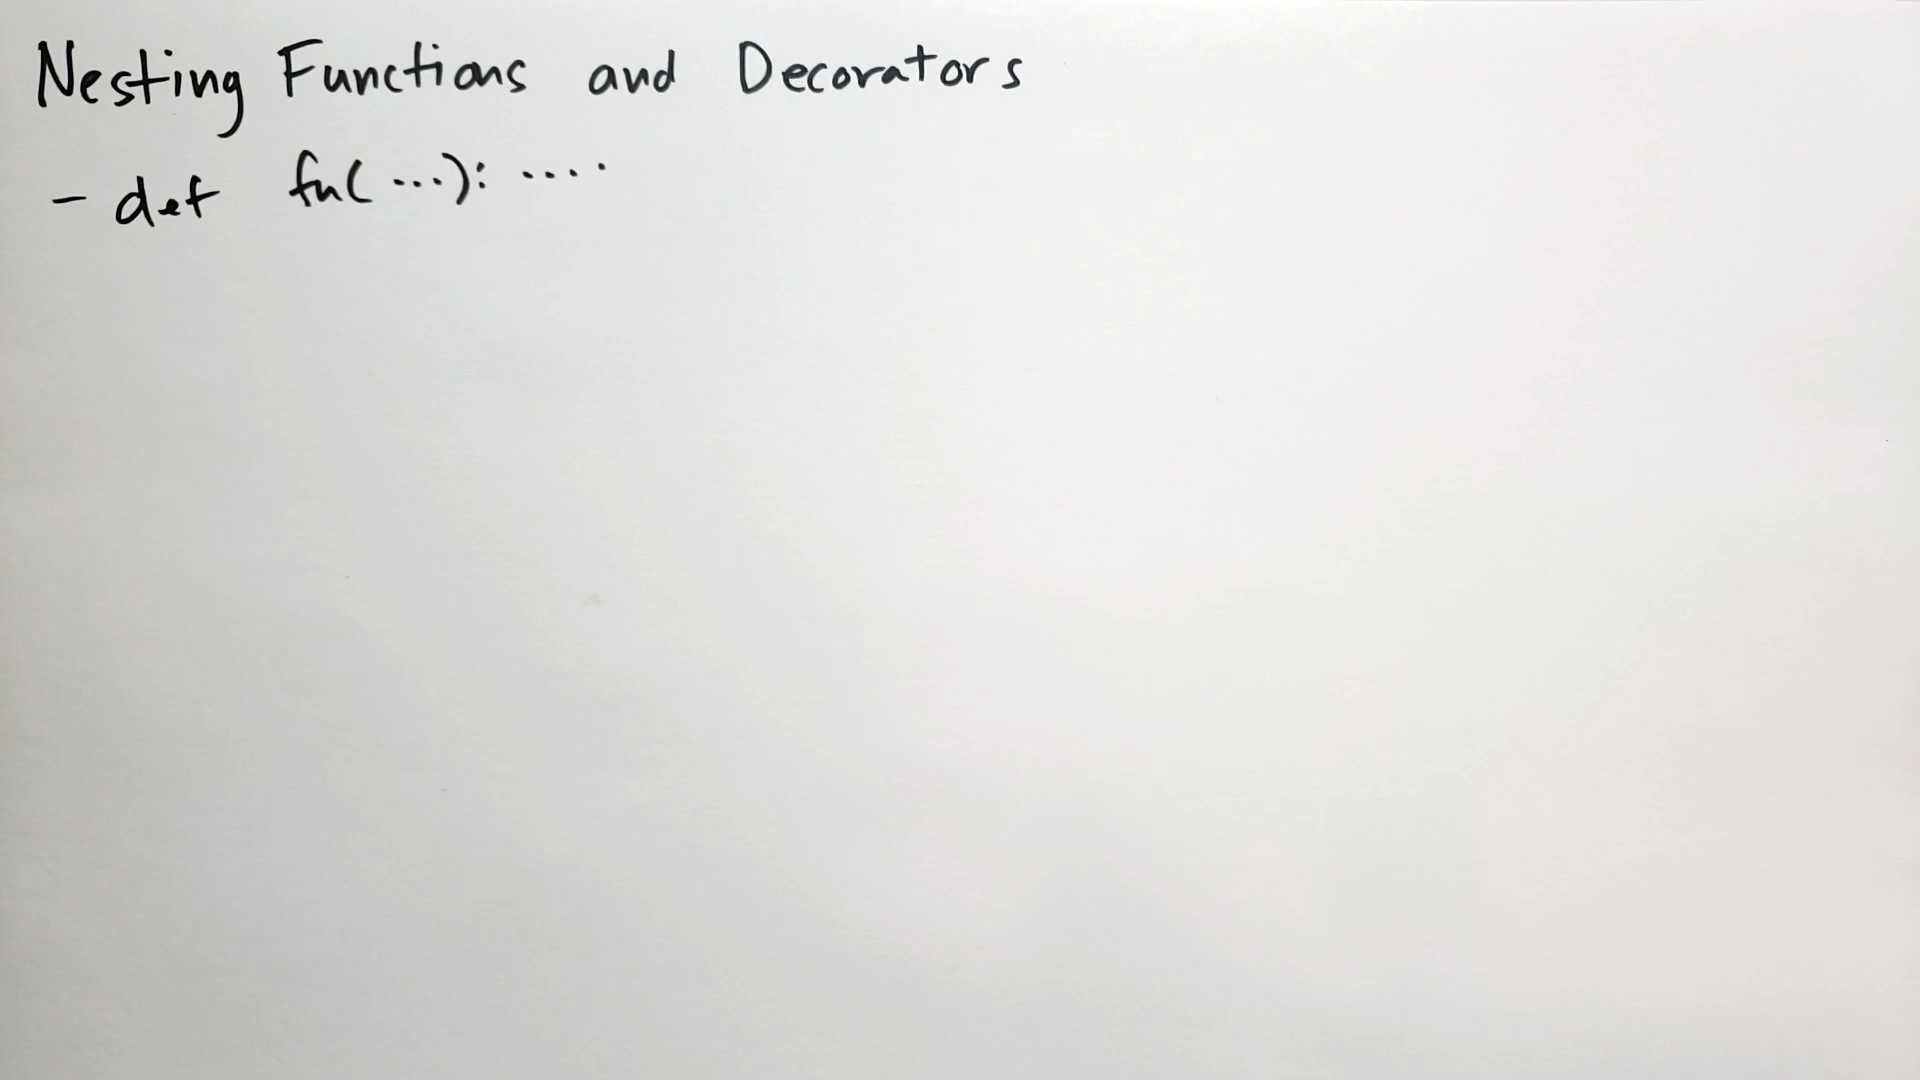 Nesting Functions and Decorators
- def fn(...): ....